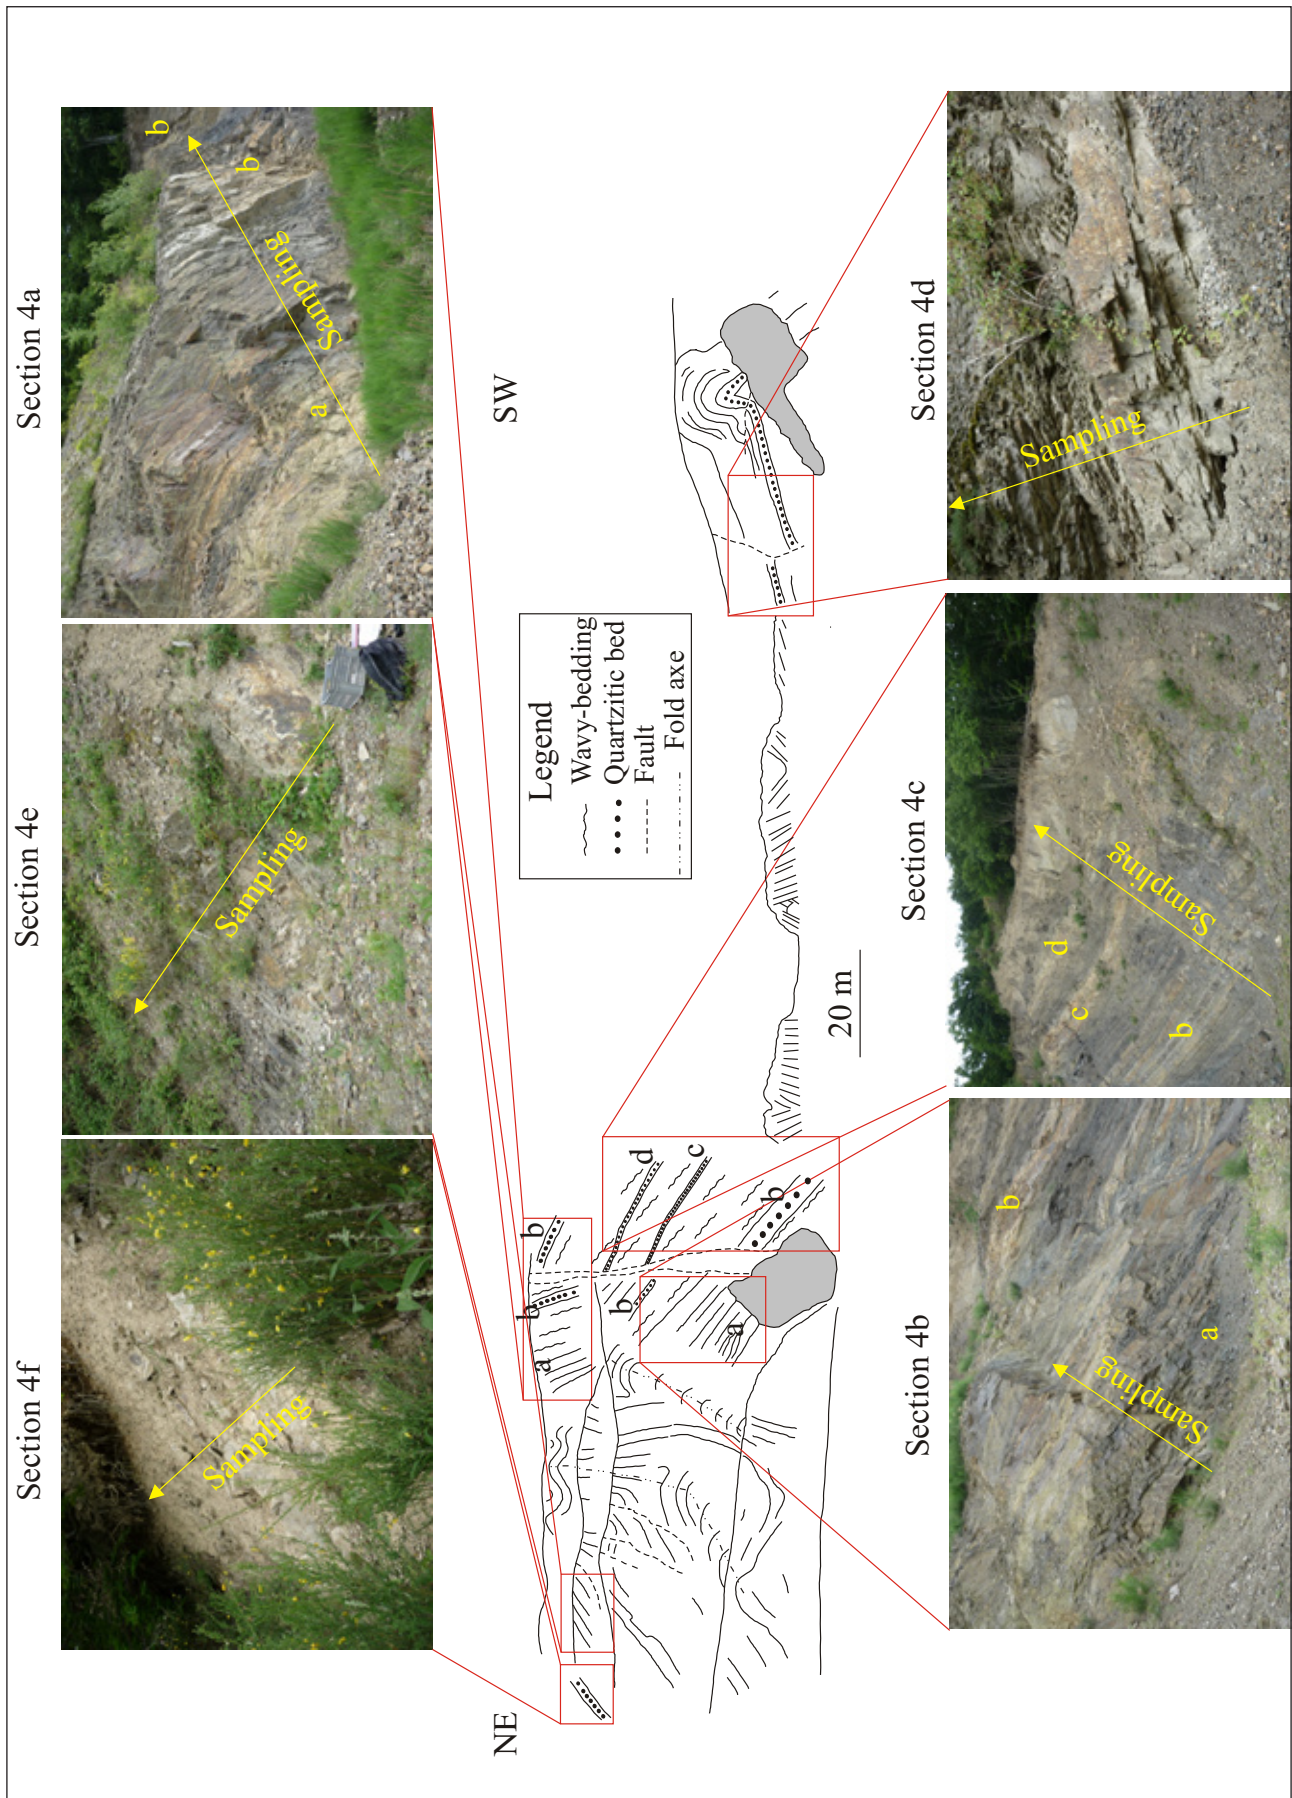 Section 4f
Section 4e
Section 4a
Sampling
Sampling
Sampling
a
b
b
NE
SW
a
b
b
b
a
b
c
d
Legend
Wavy-bedding
Quartzitic bed
Fault
Fold axe
20 m
Section 4b
Section 4c
Section 4d
Sampling
a
b
Sampling
b
c
d
Sampling